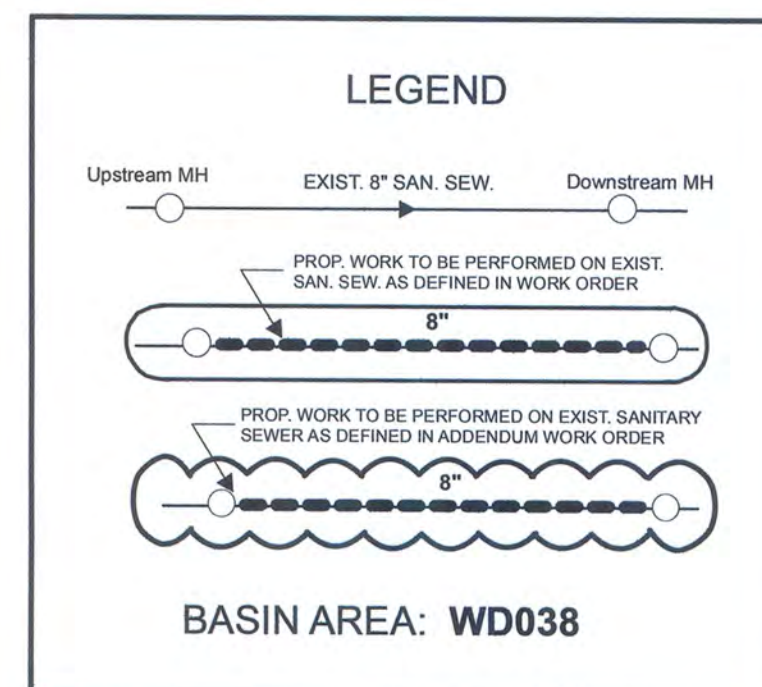 LEGEND
Upstream MH
EXIST. 8" SAN. SEW.
Downstream MH
PROP. WORK TO BE PERFORMED ON EXIST.
SAN. SEW. AS DEFINED IN WORK ORDER
8"
PROP. WORK TO BE PERFORMED ON EXIST. SANITARY
SEWER AS DEFINED IN ADDENDUM WORK ORDER
8"
BASIN AREA: WD038